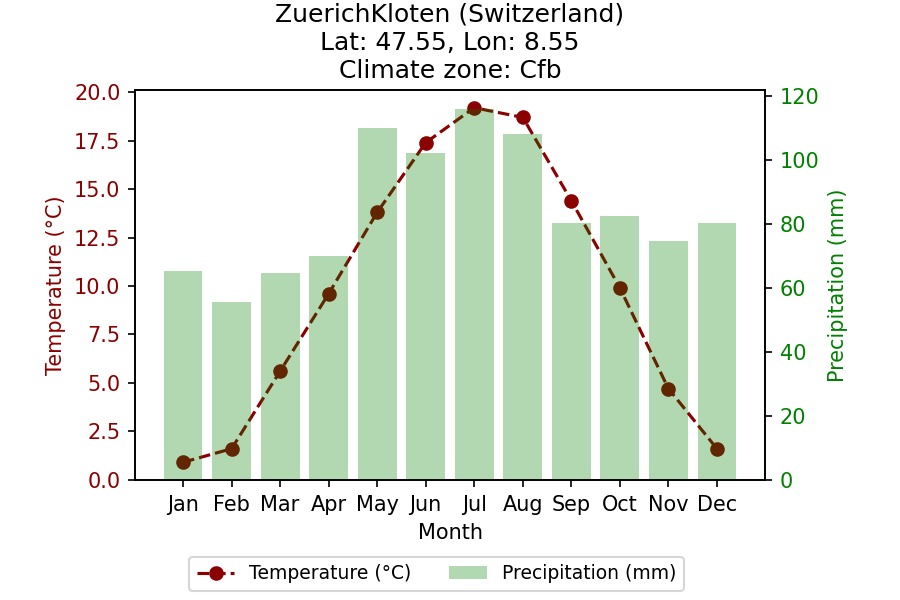 ZuerichKloten (Switzerland)
Lat: 47.55, Lon: 8.55
Climate zone: Cfb
20.0
17.5
15.0
12.5
10.0
7.5
5.0
2.5
0.0
Temperature (°C)
120
100
80
60
40
20
0
Precipitation (mm)
Jan Feb Mar Apr May Jun Jul Aug Sep Oct Nov Dec
Month
Temperature (°C) Precipitation (mm)